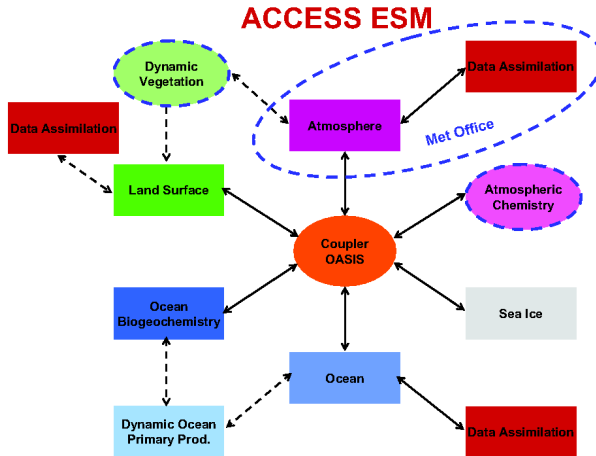 ACCESS ESM
Dynamic
Vegetation
Data Assimilation
Data Assimilation
Atmosphere
Met Office
Land Surface
Atmospheric
Chemistry
Coupler
OASIS
Ocean
Biogeochemistry
Sea Ice
Ocean
Dynamic Ocean
Primary Prod.
Data Assimilation